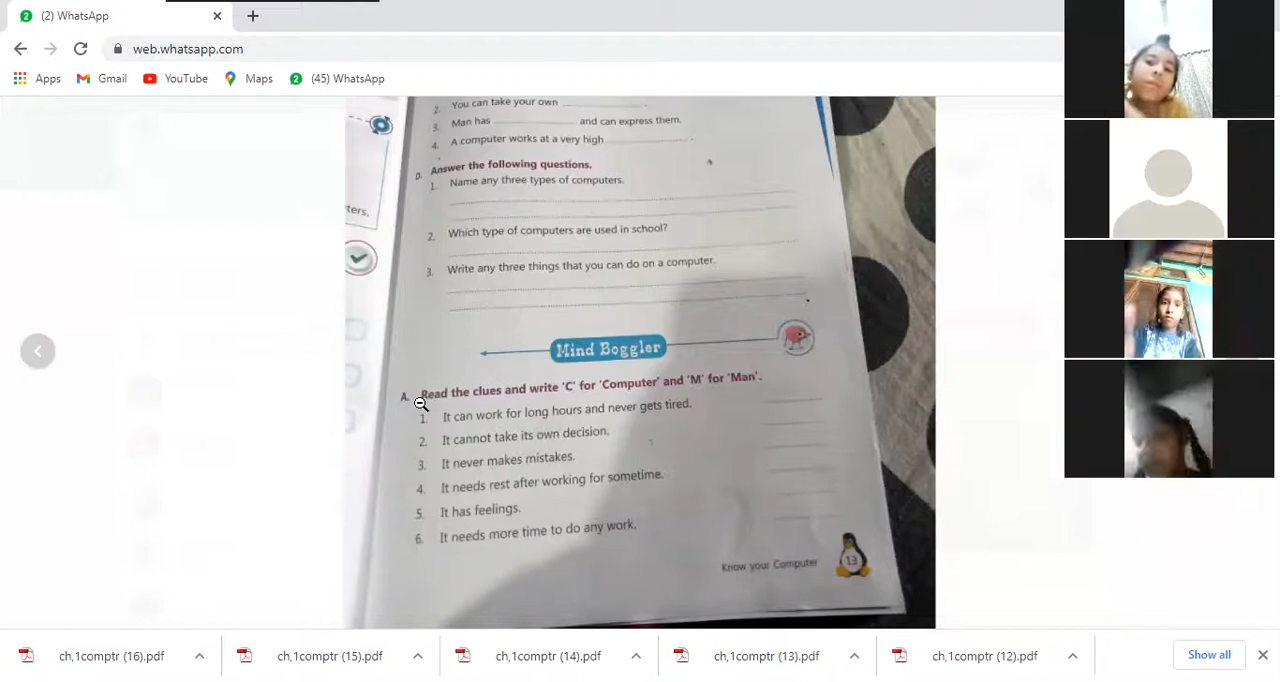 (2) WhatsApp
web.whatsapp.com
Apps Gmail YouTube Maps (45) WhatsApp
2. You can take your own ____________.
3. Man has ____________ and can express them.
4. A computer works at a very high ____________.
D. Answer the following questions.
1. Name any three types of computers.
2. Which type of computers are used in school?
3. Write any three things that you can do on a computer.
ters,
Mind Boggler
A. Read the clues and write 'C' for 'Computer' and 'M' for 'Man'.
1. It can work for long hours and never gets tired.
2. It cannot take its own decision.
3. It never makes mistakes.
4. It needs rest after working for sometime.
5. It has feelings.
6. It needs more time to do any work.
Know your Computer 13
ch,1comptr (16).pdf ch,1comptr (15).pdf ch,1comptr (14).pdf ch,1comptr (13).pdf ch,1comptr (12).pdf Show all